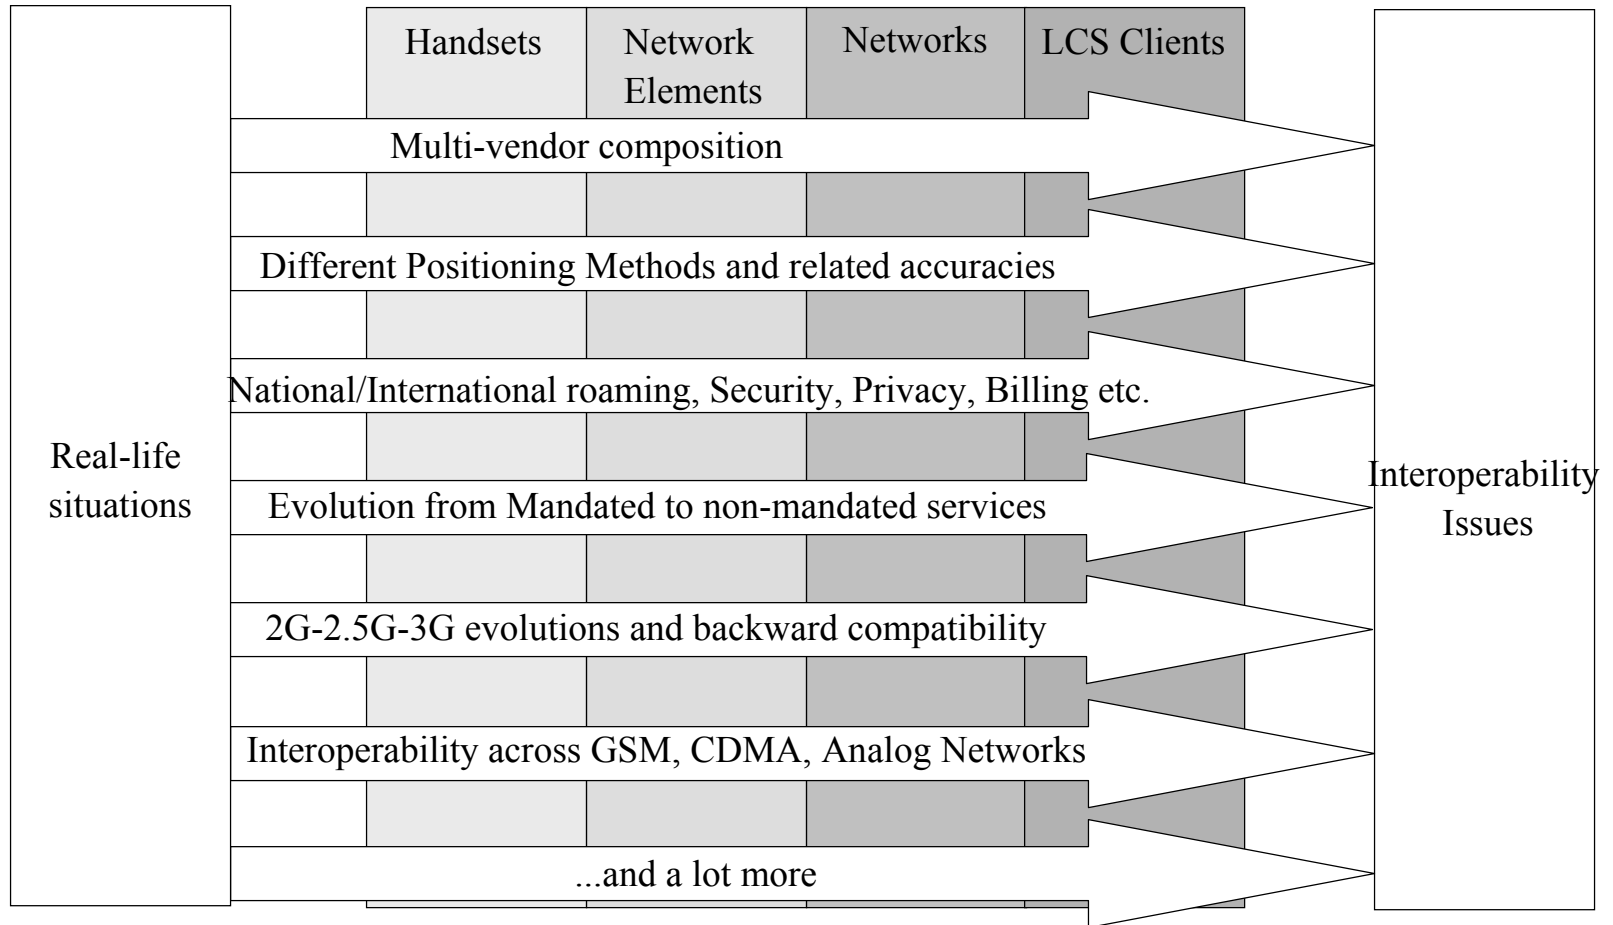 Handsets
Network
Elements
Networks
LCS Clients
Multi-vendor composition
Different Positioning Methods and related accuracies
National/International roaming, Security, Privacy, Billing etc.
Real-life
situations
Evolution from Mandated to non-mandated services
Interoperability
Issues
2G-2.5G-3G evolutions and backward compatibility
Interoperability across GSM, CDMA, Analog Networks
...and a lot more